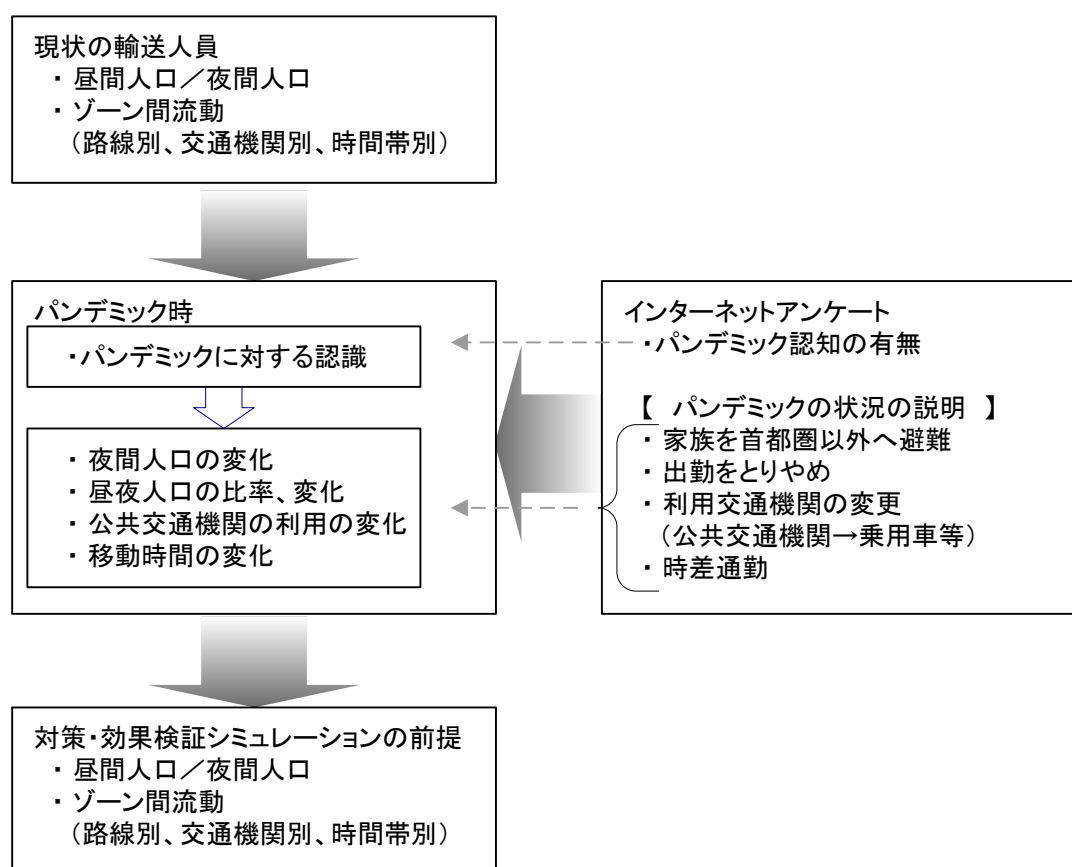 現状の輸送人員
・昼間人口／夜間人口
・ゾーン間流動
（路線別、交通機関別、時間帯別）
パンデミック時
・パンデミックに対する認識
・夜間人口の変化
・昼夜人口の比率、変化
・公共交通機関の利用の変化
・移動時間の変化
インターネットアンケート
・パンデミック認知の有無
【　パンデミックの状況の説明　】
・家族を首都圏以外へ避難
・出勤をとりやめ
・利用交通機関の変更
（公共交通機関→乗用車等）
・時差通勤
対策・効果検証シミュレーションの前提
・昼間人口／夜間人口
・ゾーン間流動
（路線別、交通機関別、時間帯別）